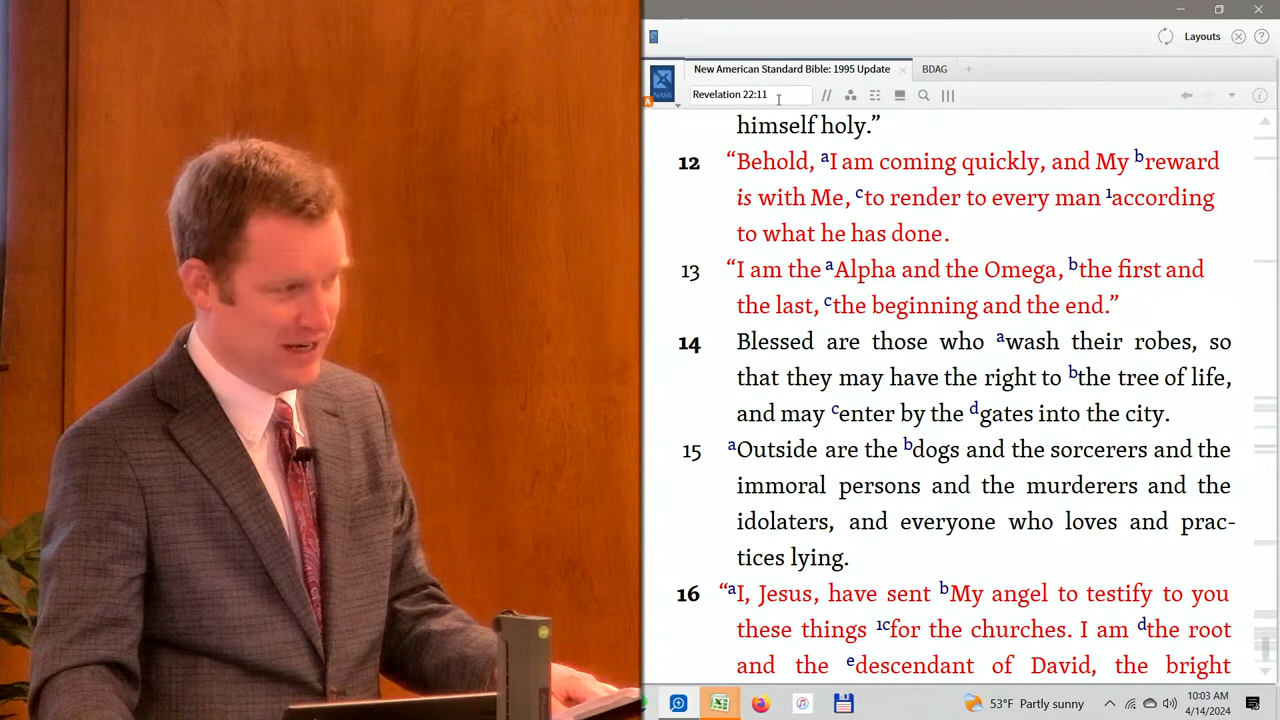 Layouts
New American Standard Bible: 1995 Update
BDAG
NASB
Revelation 22:11
A
himself holy.”
12 “Behold, aI am coming quickly, and My breward
is with Me, cto render to every man 1according
to what he has done.
13 “I am the aAlpha and the Omega, bthe first and
the last, cthe beginning and the end.”
14 Blessed are those who awash their robes, so
that they may have the right to bthe tree of life,
and may center by the dgates into the city.
15 aOutside are the bdogs and the sorcerers and the
immoral persons and the murderers and the
idolaters, and everyone who loves and prac-
tices lying.
16 “aI, Jesus, have sent bMy angel to testify to you
these things 1cfor the churches. I am dthe root
and the edescendant of David, the bright
53°F Partly sunny
10:03 AM
4/14/2024